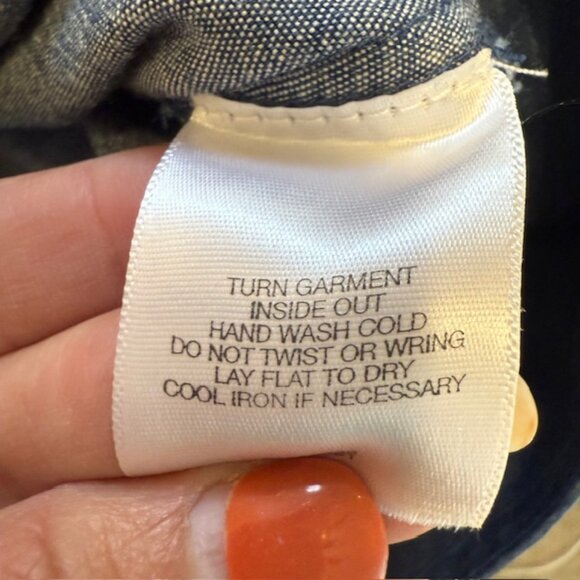 TURN GARMENT
INSIDE OUT
HAND WASH COLD
DO NOT TWIST OR WRING
LAY FLAT TO DRY
COOL IRON IF NECESSARY